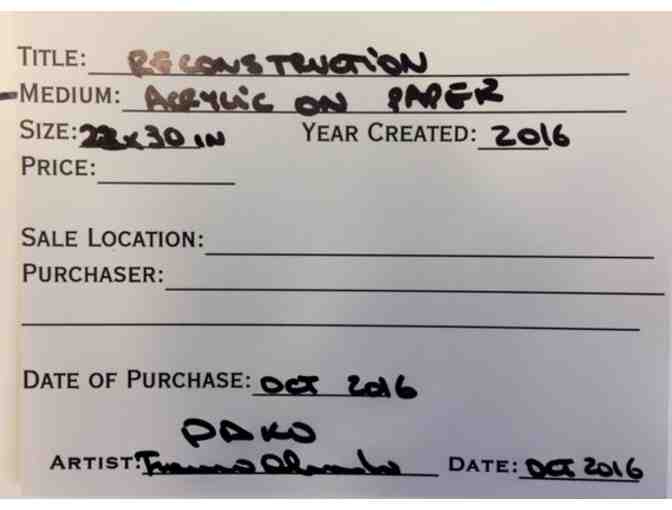 TITLE: RECONSTRUCTION
MEDIUM: ACRYLIC ON PAPER
SIZE: 22x30 IN YEAR CREATED: 2016
PRICE:
SALE LOCATION:
PURCHASER:
DATE OF PURCHASE: OCT 2016
PAKO
ARTIST: DATE: OCT 2016